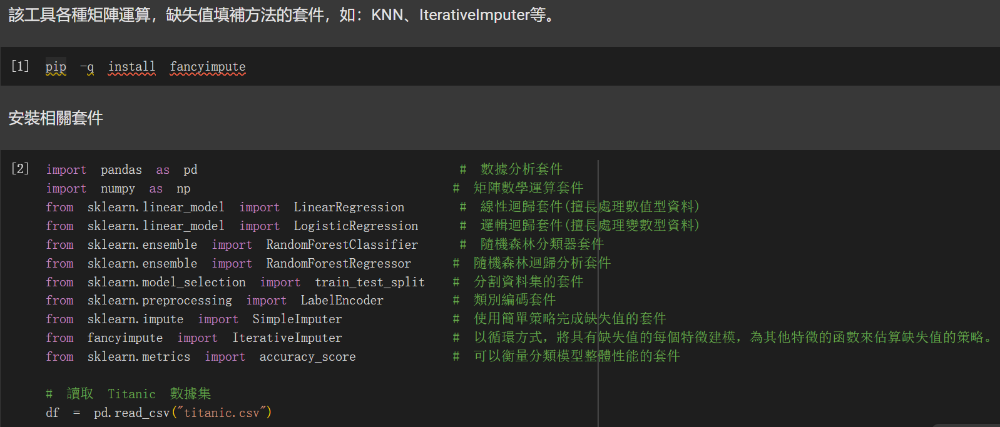 該工具各種矩陣運算，缺失值填補方法的套件，如：KNN、IterativeImputer等。
[1] pip -q install fancyimpute
安裝相關套件
[2] import pandas as pd # 數據分析套件
import numpy as np # 矩陣數學運算套件
from sklearn.linear_model import LinearRegression # 線性迴歸套件(擅長處理數值型資料)
from sklearn.linear_model import LogisticRegression # 邏輯迴歸套件(擅長處理變數型資料)
from sklearn.ensemble import RandomForestClassifier # 隨機森林分類器套件
from sklearn.ensemble import RandomForestRegressor # 隨機森林迴歸分析套件
from sklearn.model_selection import train_test_split # 分割資料集的套件
from sklearn.preprocessing import LabelEncoder # 類別編碼套件
from sklearn.impute import SimpleImputer # 使用簡單策略完成缺失值的套件
from fancyimpute import IterativeImputer # 以循環方式，將具有缺失值的每個特徵建模，為其他特徵的函數來估算缺失值的策略。
from sklearn.metrics import accuracy_score # 可以衡量分類模型整體性能的套件
# 讀取 Titanic 數據集
df = pd.read_csv("titanic.csv")